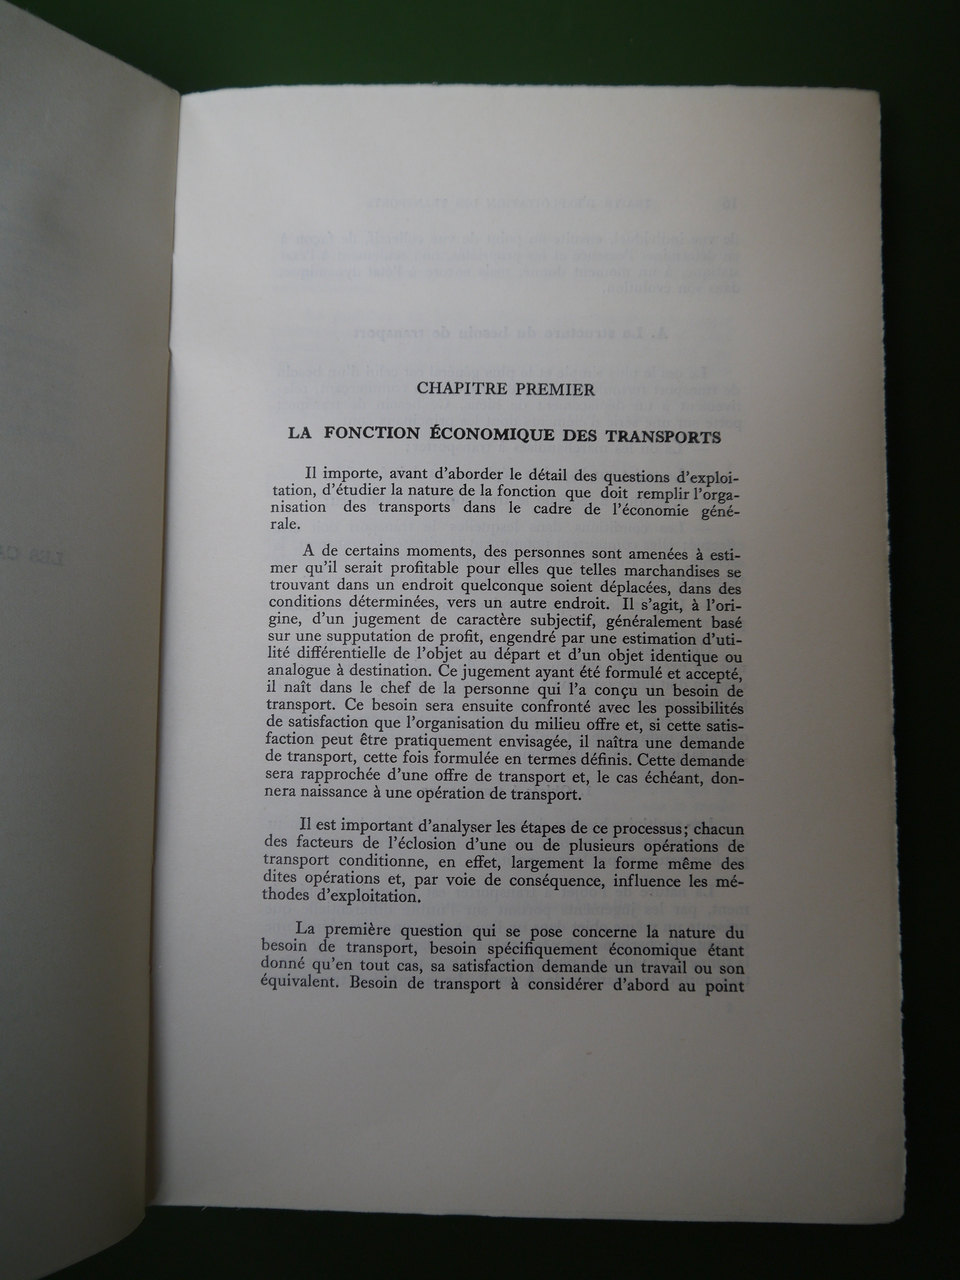 CHAPITRE PREMIER
LA FONCTION ÉCONOMIQUE DES TRANSPORTS
Il importe, avant d'aborder le détail des questions d'exploi-
tation, d'étudier la nature de la fonction que doit remplir l'orga-
nisation des transports dans le cadre de l'économie géné-
rale.
A de certains moments, des personnes sont amenées à esti-
mer qu'il serait profitable pour elles que telles marchandises se
trouvant dans un endroit quelconque soient déplacées, dans des
conditions déterminées, vers un autre endroit. Il s'agit, à l'ori-
gine, d'un jugement de caractère subjectif, généralement basé
sur une supputation de profit, engendré par une estimation d'uti-
lité différentielle de l'objet au départ et d'un objet identique ou
analogue à destination. Ce jugement ayant été formulé et accepté,
il naît dans le chef de la personne qui l'a conçu un besoin de
transport. Ce besoin sera ensuite confronté avec les possibilités
de satisfaction que l'organisation du milieu offre et, si cette satis-
faction peut être pratiquement envisagée, il naîtra une demande
de transport, cette fois formulée en termes définis. Cette demande
sera rapprochée d'une offre de transport et, le cas échéant, don-
nera naissance à une opération de transport.
Il est important d'analyser les étapes de ce processus; chacun
des facteurs de l'éclosion d'une ou de plusieurs opérations de
transport conditionne, en effet, largement la forme même des
dites opérations et, par voie de conséquence, influence les mé-
thodes d'exploitation.
La première question qui se pose concerne la nature du
besoin de transport, besoin spécifiquement économique étant
donné qu'en tout cas, sa satisfaction demande un travail ou son
équivalent. Besoin de transport à considérer d'abord au point